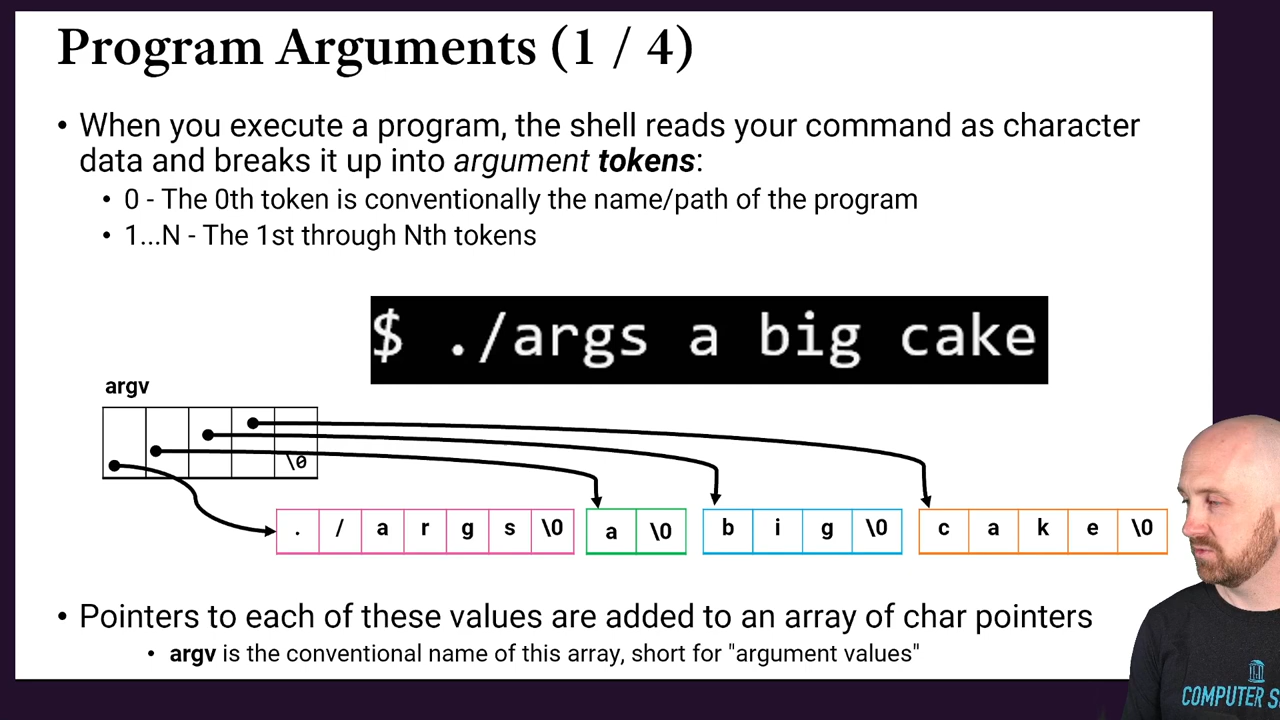 Program Arguments (1 / 4)
• When you execute a program, the shell reads your command as character
data and breaks it up into argument tokens:
• 0 - The 0th token is conventionally the name/path of the program
• 1...N - The 1st through Nth tokens
$ ./args a big cake
argv
\0
. / a r g s \0 a \0 b i g \0 c a k e \0
• Pointers to each of these values are added to an array of char pointers
• argv is the conventional name of this array, short for "argument values"
COMPUTER